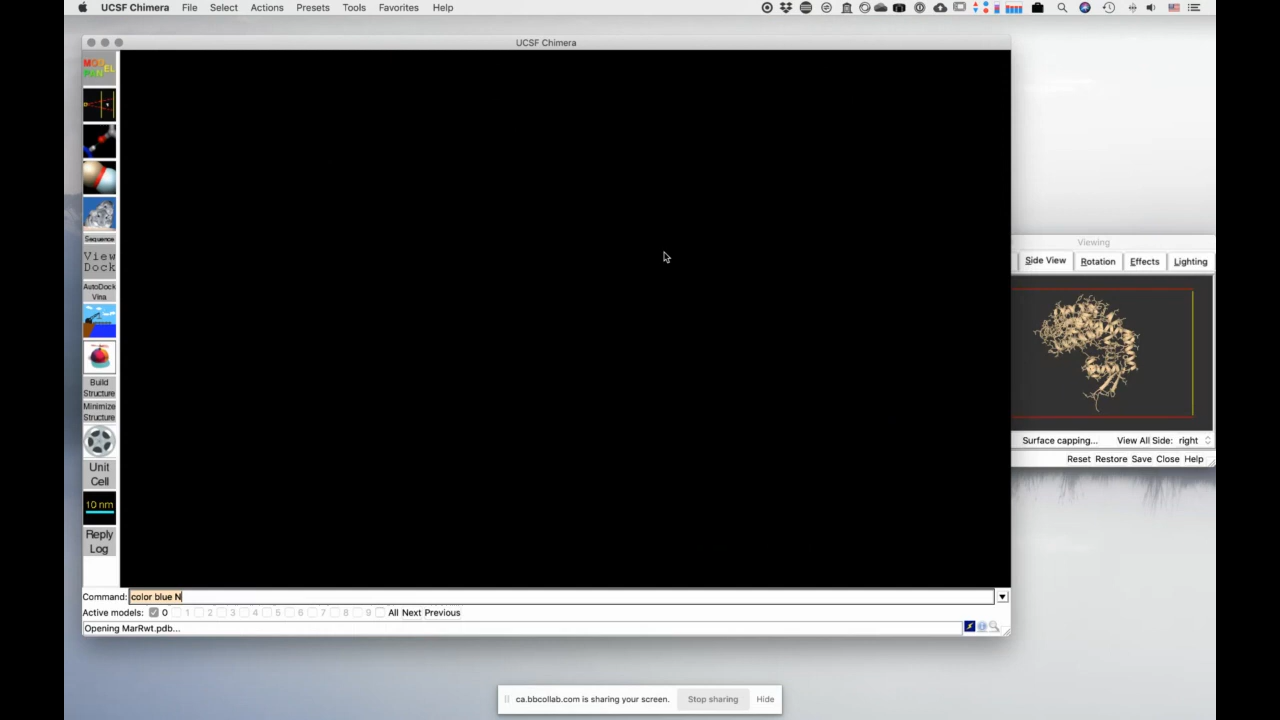 UCSF Chimera File Select Actions Presets Tools Favorites Help
UCSF Chimera
MOD EL
PAN
Sequence
View
Dock
AutoDock
Vina
Build
Structure
Minimize
Structure
Unit
Cell
10 nm
Reply
Log
Viewing
Side View Rotation Effects Lighting
Surface capping... View All Side: right
Reset Restore Save Close Help
Command: color blue N
Active models: 0 1 2 3 4 5 6 7 8 9 All Next Previous
Opening MarRwt.pdb...
ca.bbcollab.com is sharing your screen. Stop sharing Hide